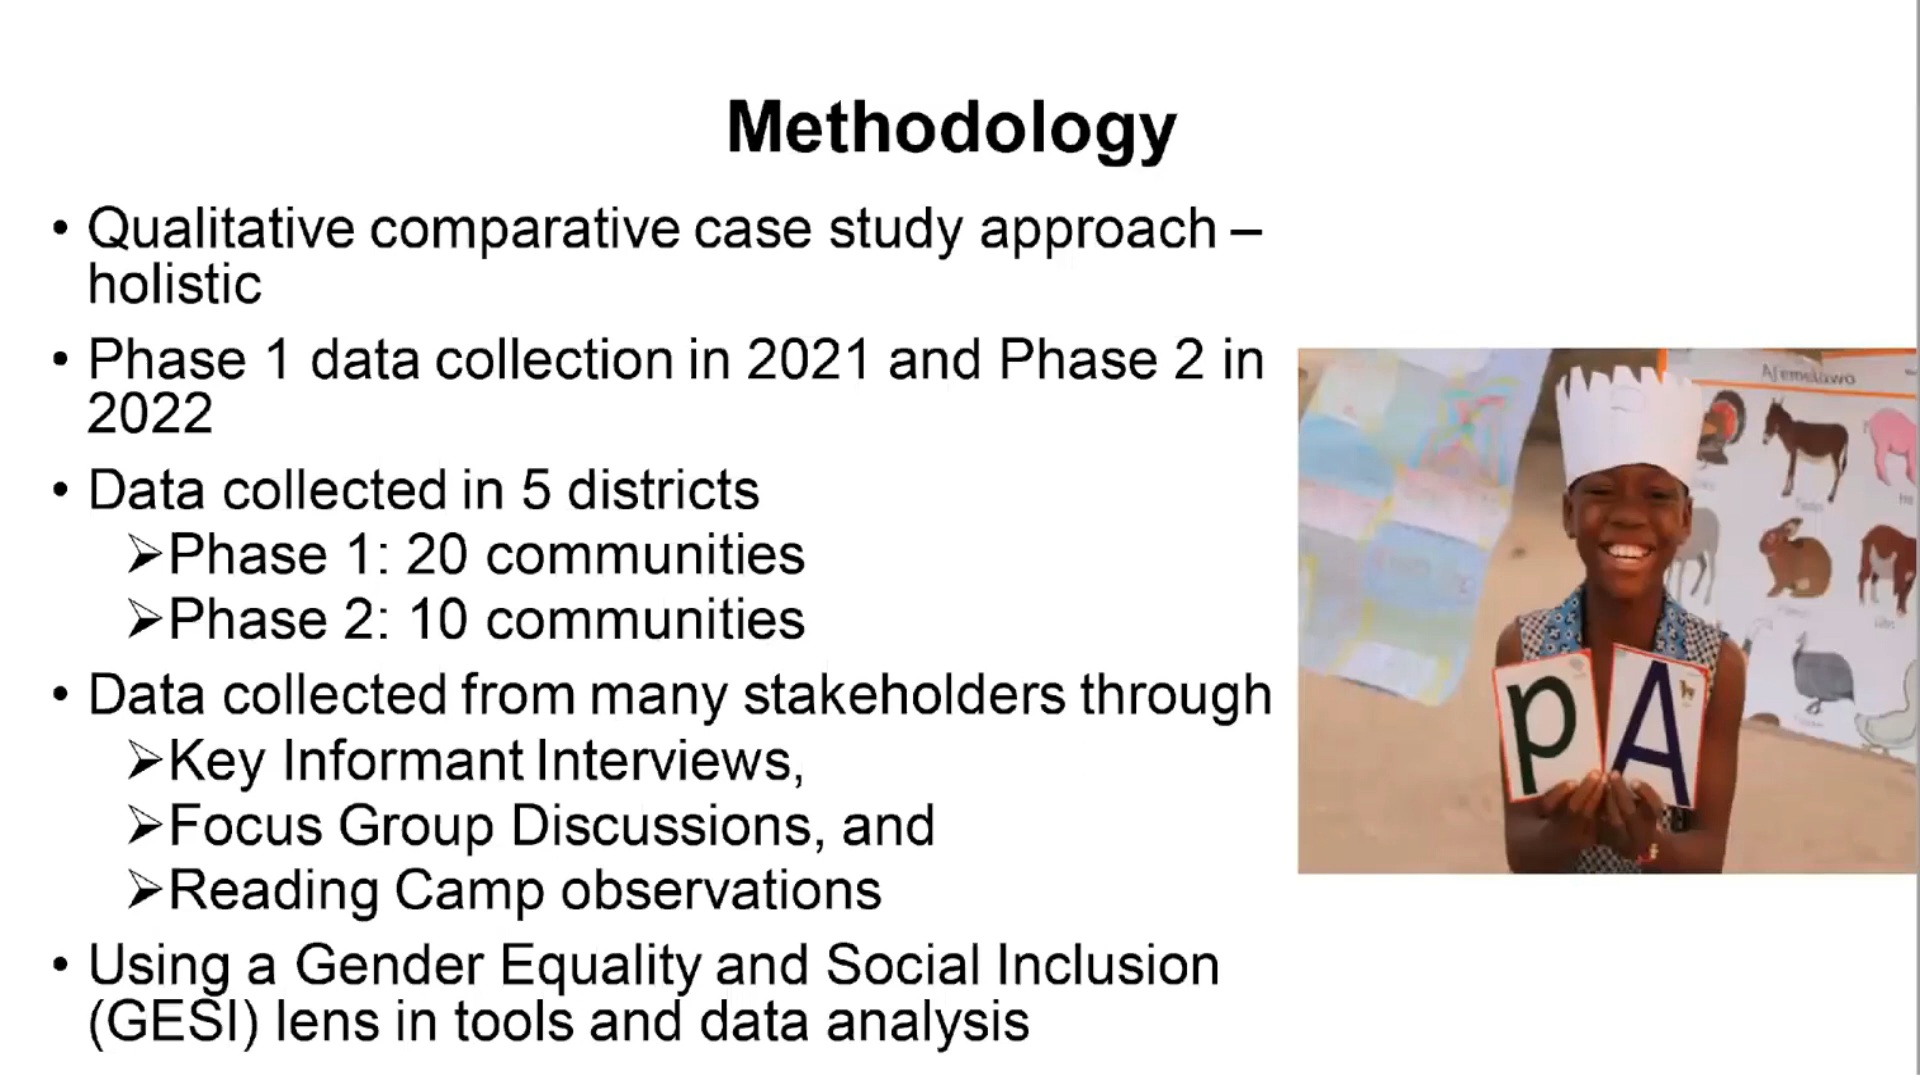 Methodology
• Qualitative comparative case study approach –
holistic
• Phase 1 data collection in 2021 and Phase 2 in
2022
• Data collected in 5 districts
➢Phase 1: 20 communities
➢Phase 2: 10 communities
• Data collected from many stakeholders through
➢Key Informant Interviews,
➢Focus Group Discussions, and
➢Reading Camp observations
• Using a Gender Equality and Social Inclusion
(GESI) lens in tools and data analysis
p A